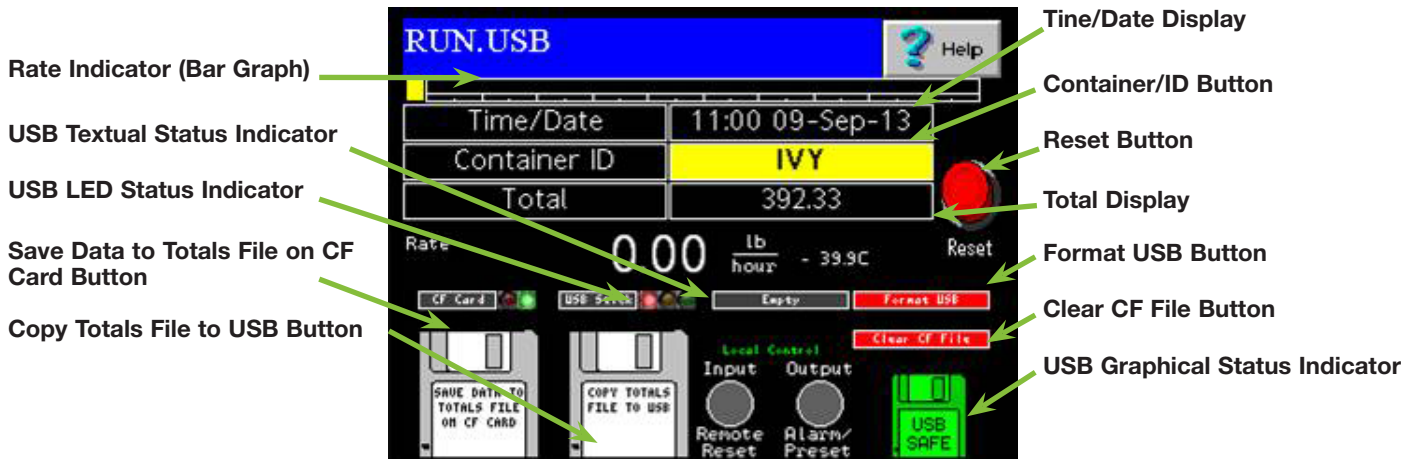 Rate Indicator (Bar Graph)
USB Textual Status Indicator
USB LED Status Indicator
Save Data to Totals File on CF
Card Button
Copy Totals File to USB Button
RUN.USB
Help
Time/Date
11:00 09-Sep-13
Container ID
IVY
Total
392.33
Rate
0.00
lb
hour
- 39.9C
Reset
CF Card
USB Stick
Empty
Format USB
Clear CF File
SAVE DATA TO
TOTALS FILE
ON CF CARD
COPY TOTALS
FILE TO USB
Local Control
Input
Output
Remote
Reset
Alarm/
Preset
USB
SAFE
Tine/Date Display
Container/ID Button
Reset Button
Total Display
Format USB Button
Clear CF File Button
USB Graphical Status Indicator